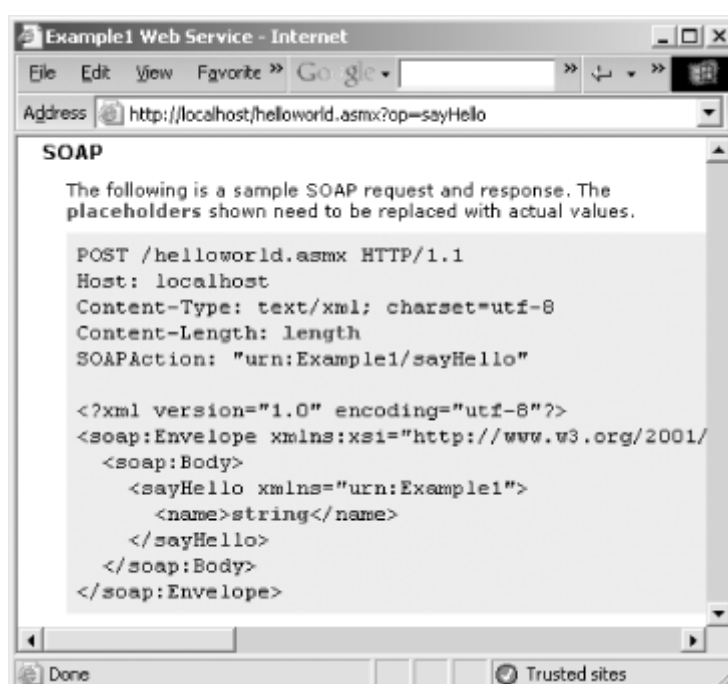 Example1 Web Service - Internet
File Edit View Favorite » Google »  »
Address http://localhost/helloworld.asmx?op=sayHello
SOAP
The following is a sample SOAP request and response. The
placeholders shown need to be replaced with actual values.
POST /helloworld.asmx HTTP/1.1
Host: localhost
Content-Type: text/xml; charset=utf-8
Content-Length: length
SOAPAction: "urn:Example1/sayHello"
<?xml version="1.0" encoding="utf-8"?>
<soap:Envelope xmlns:xsi="http://www.w3.org/2001/
<soap:Body>
<sayHello xmlns="urn:Example1">
<name>string</name>
</sayHello>
</soap:Body>
</soap:Envelope>
Done Trusted sites